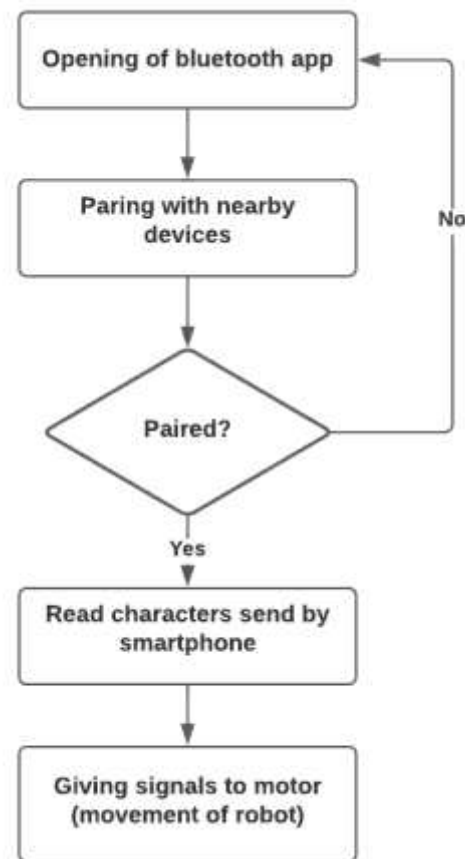 Opening of bluetooth app
Paring with nearby
devices
No
Paired?
Yes
Read characters send by
smartphone
Giving signals to motor
(movement of robot)